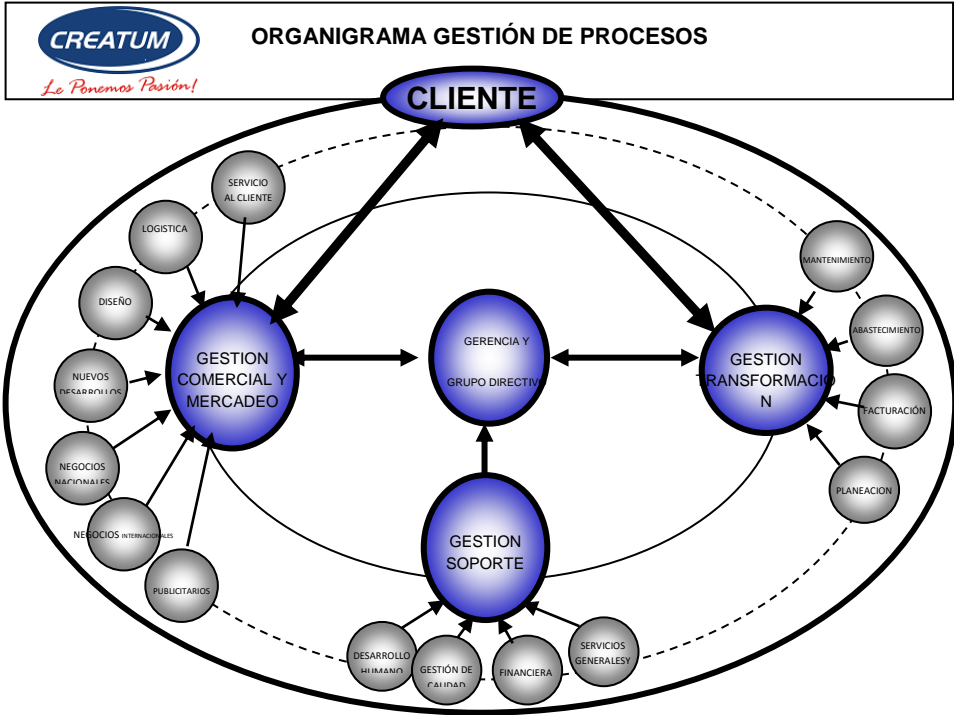 CREATUM
Le Ponemos Pasión!
ORGANIGRAMA GESTIÓN DE PROCESOS
CLIENTE
SERVICIO
AL CLIENTE
LOGISTICA
DISEÑO
NUEVOS
DESARROLLOS
NEGOCIOS
NACIONALES
NEGOCIOS INTERNACIONALES
PUBLICITARIOS
GESTION
COMERCIAL Y
MERCADEO
GERENCIA Y
GRUPO DIRECTIVO
GESTION
TRANSFORMACIO
N
MANTENIMIENTO
ABASTECIMIENTO
FACTURACIÓN
PLANEACION
GESTION
SOPORTE
DESARROLLO
HUMANO
GESTIÓN DE
CALIDAD
FINANCIERA
SERVICIOS
GENERALESY